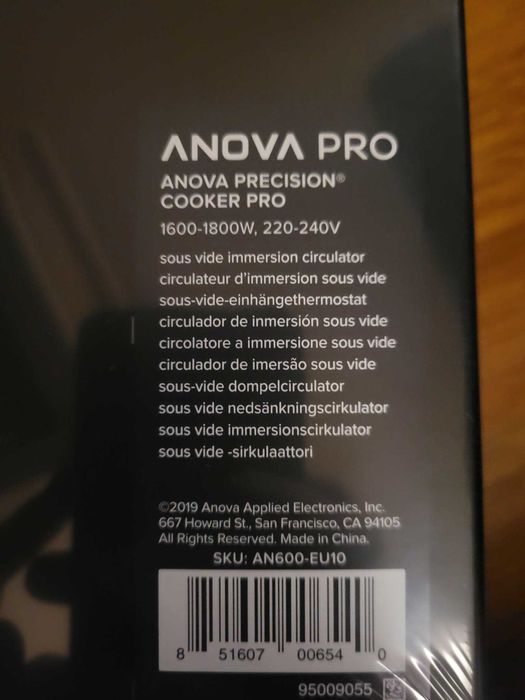 ANOVA PRO
ANOVA PRECISION®
COOKER PRO
1600-1800W, 220-240V
sous vide immersion circulator
circulateur d'immersion sous vide
sous-vide-einhängethermostat
circulador de inmersión sous vide
circolatore a immersione sous vide
circulador de imersão sous vide
sous-vide dompelcirculator
sous vide nedsänkningscirkulator
sous vide immersionscirkulator
sous vide -sirkulaattori
©2019 Anova Applied Electronics, Inc.
667 Howard St., San Francisco, CA 94105
All Rights Reserved. Made in China.
SKU: AN600-EU10
8 51607 00654 0
95009055